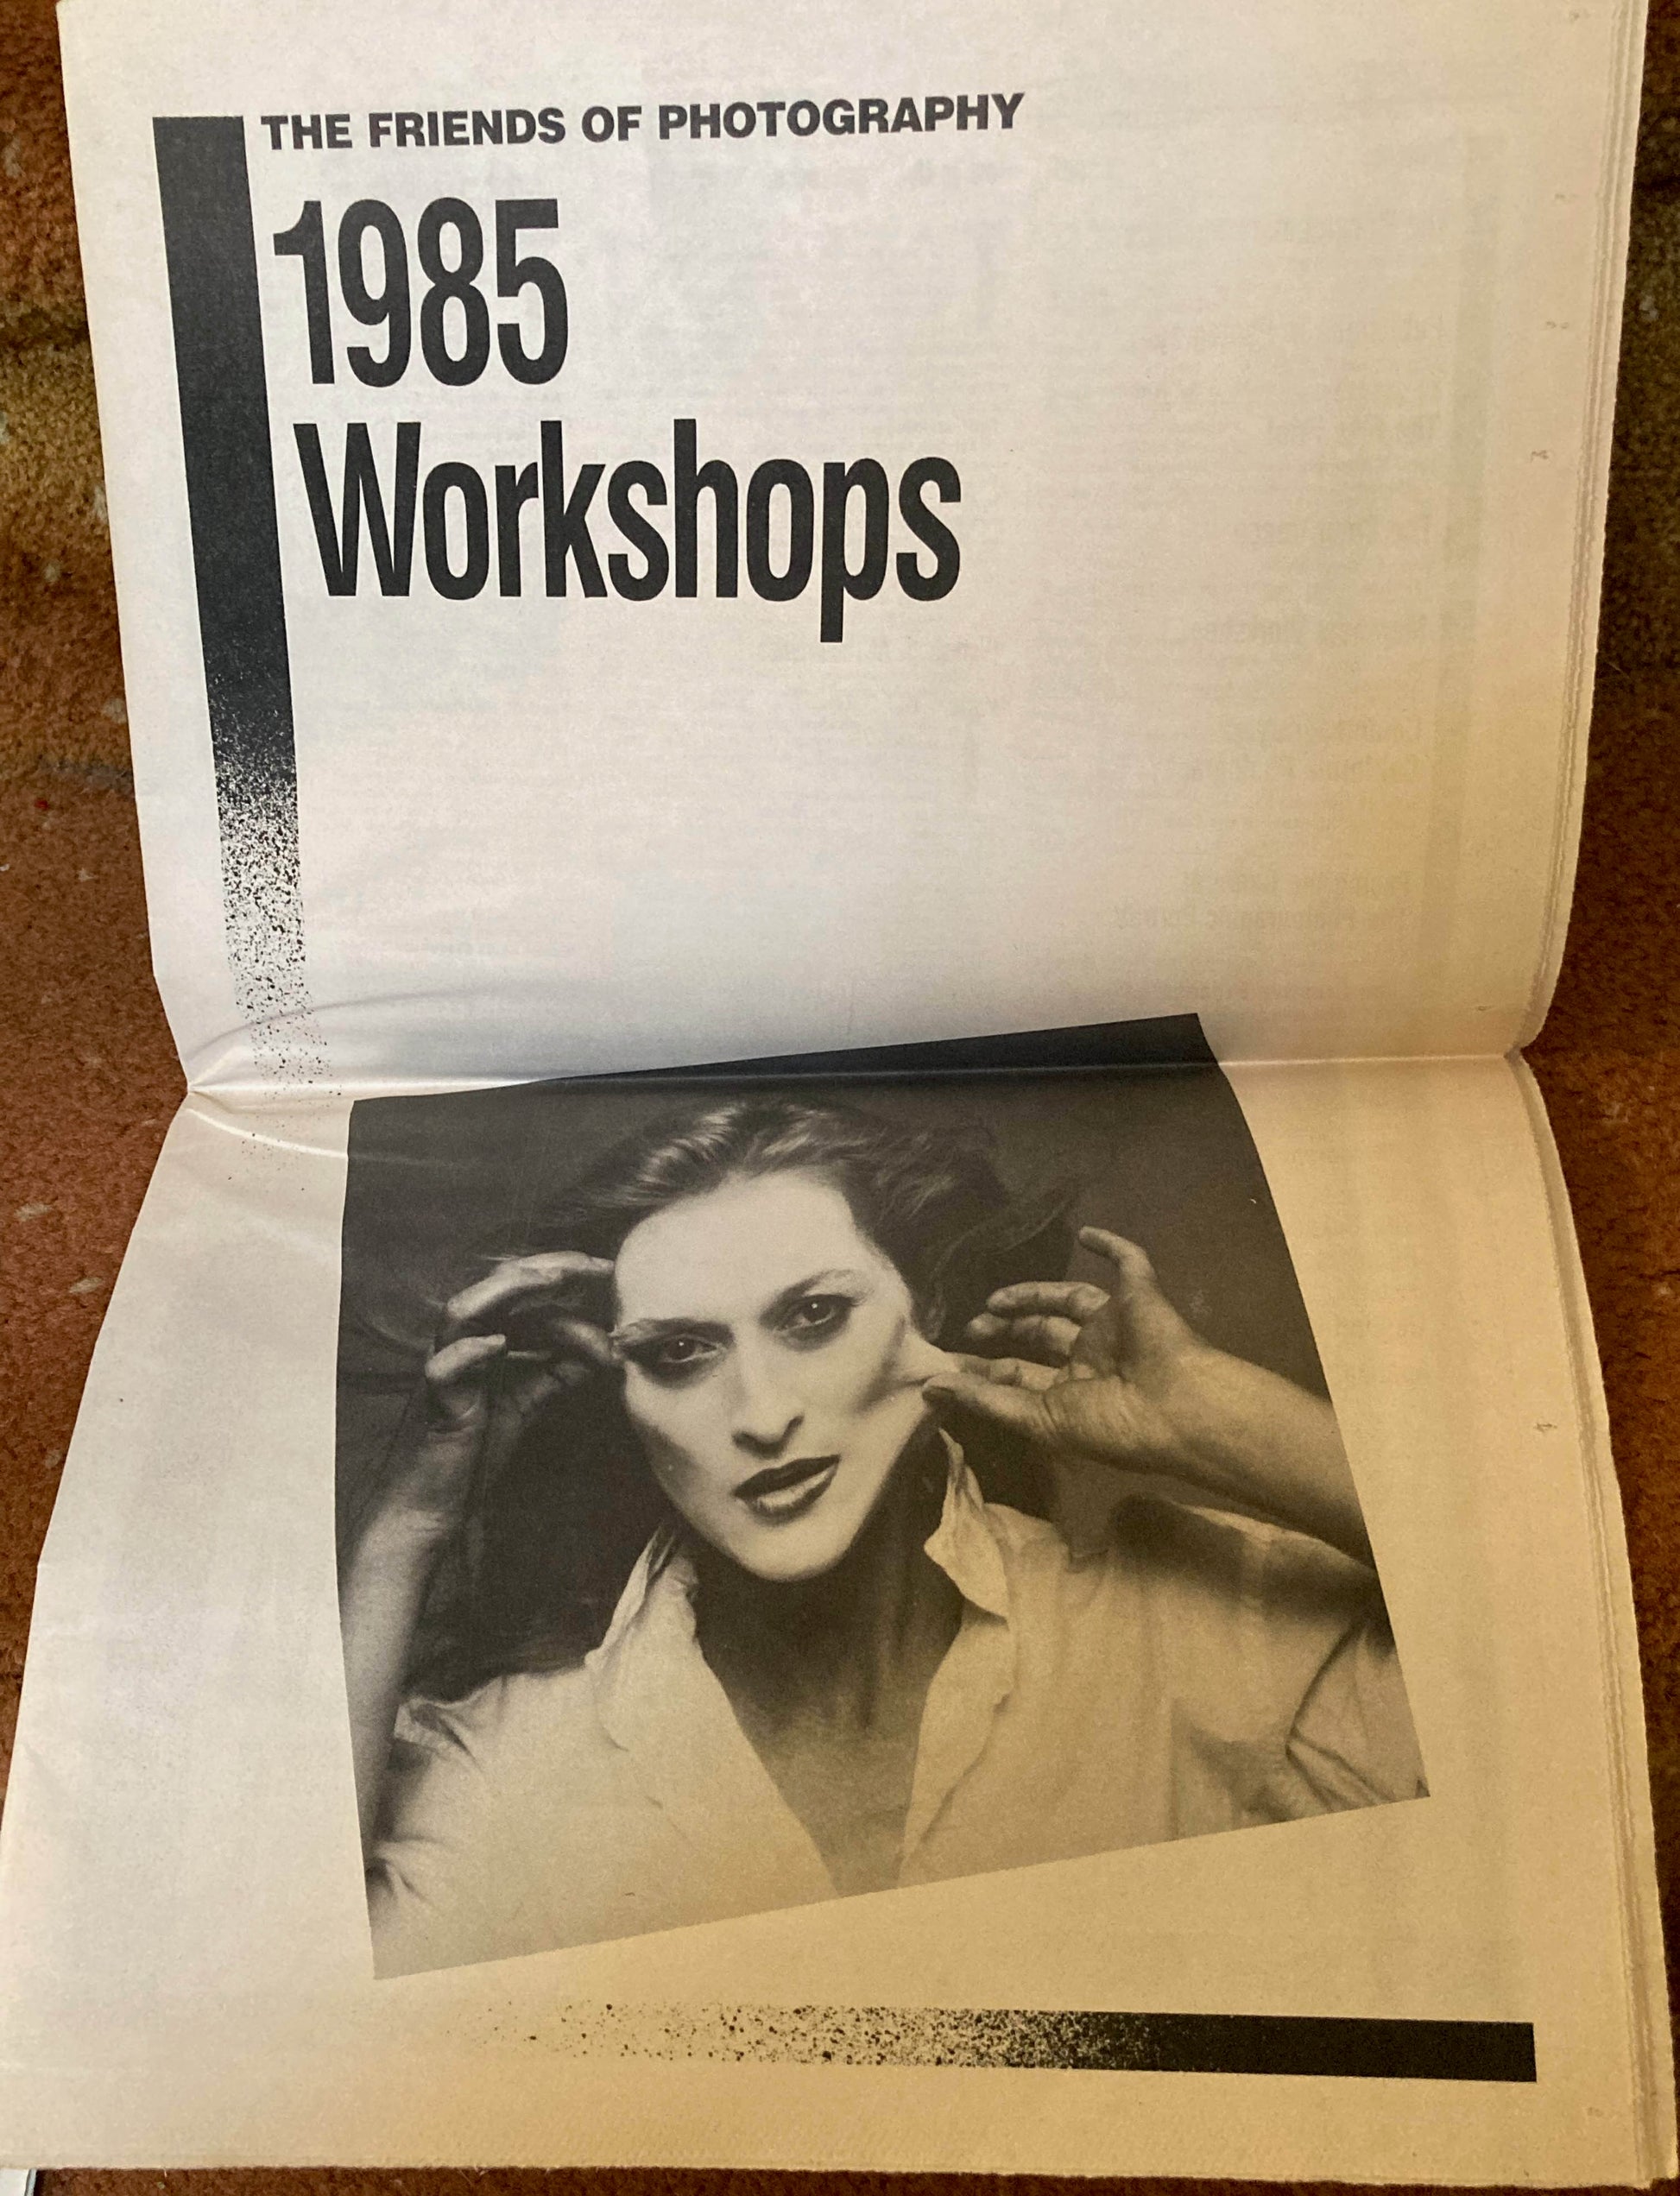 THE FRIENDS OF PHOTOGRAPHY
1985
Workshops